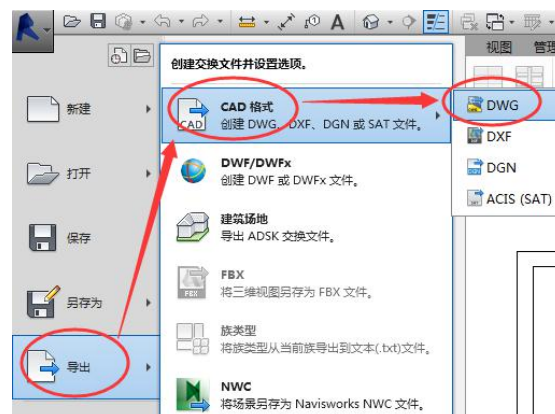 视图
管理
创建交换文件并设置选项。
新建
打开
保存
另存为
导出
CAD
CAD 格式
创建 DWG、DXF、DGN 或 SAT 文件。
DWF/DWFx
创建 DWF 或 DWFx 文件。
建筑场地
导出 ADSK 交换文件。
FBX
FBX
将三维视图另存为 FBX 文件。
族类型
将族类型从当前族导出到文本(.txt)文件。
NWC
将场景另存为 Navisworks NWC 文件。
DWG
DXF
DGN
ACIS (SAT)